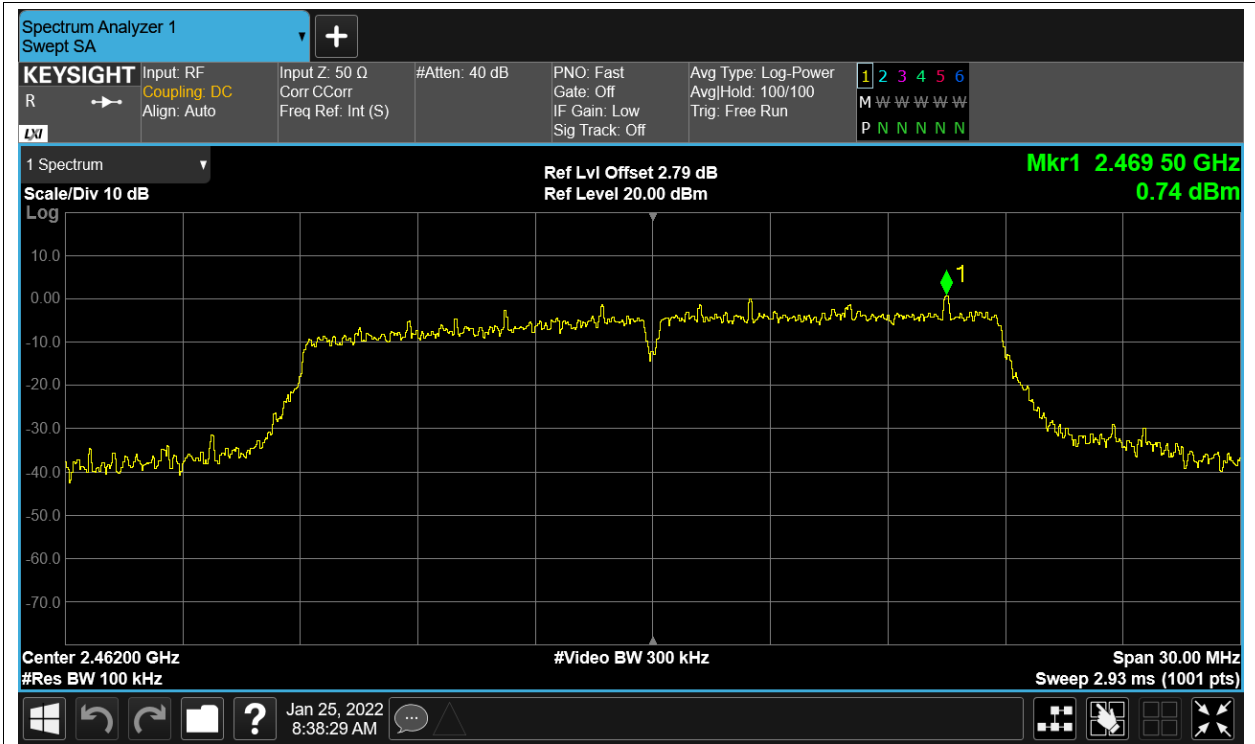 Spectrum Analyzer 1
Swept SA
KEYSIGHT
R
LXI
Input: RF
Coupling: DC
Align: Auto
Input Z: 50 Ω
Corr CCorr
Freq Ref: Int (S)
#Atten: 40 dB
PNO: Fast
Gate: Off
IF Gain: Low
Sig Track: Off
Avg Type: Log-Power
Avg|Hold: 100/100
Trig: Free Run
1 2 3 4 5 6
M W W W W W
P N N N N N
1 Spectrum
Scale/Div 10 dB
Ref Lvl Offset 2.79 dB
Ref Level 20.00 dBm
Mkr1 2.469 50 GHz
0.74 dBm
Log
10.0
0.00
-10.0
-20.0
-30.0
-40.0
-50.0
-60.0
-70.0
1
Center 2.46200 GHz
#Res BW 100 kHz
#Video BW 300 kHz
Span 30.00 MHz
Sweep 2.93 ms (1001 pts)
?
Jan 25, 2022
8:38:29 AM